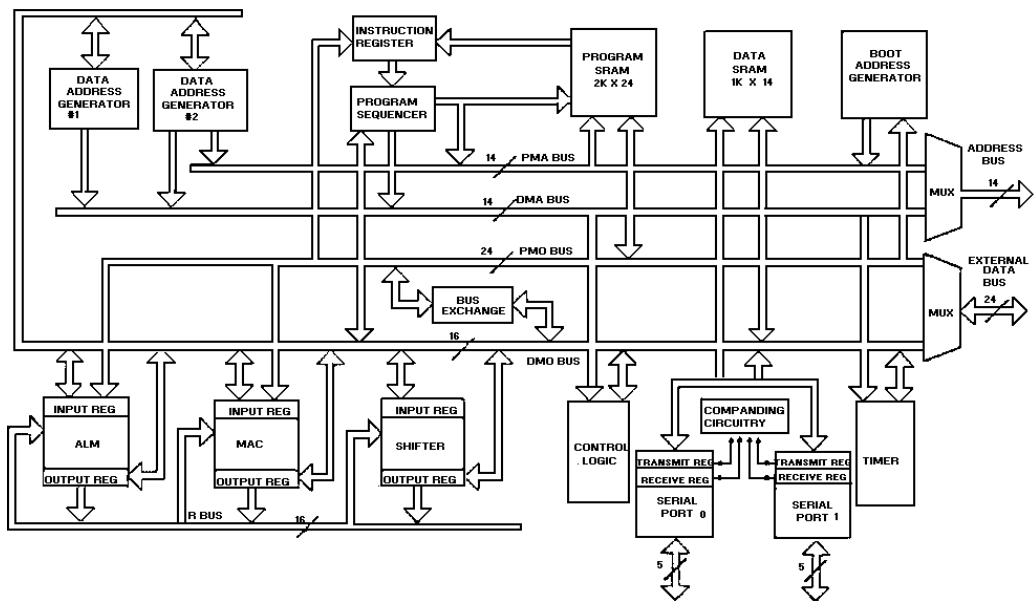 INSTRUCTION
REGISTER
PROGRAM
SRAM
2K X 24
DATA
SRAM
1K X 14
BOOT
ADDRESS
GENERATOR
DATA
ADDRESS
GENERATOR
#1
DATA
ADDRESS
GENERATOR
#2
PROGRAM
SEQUENCER
14
PMA BUS
ADDRESS
BUS
14
MUX
14
DMA BUS
24
PMO BUS
EXTERNAL
DATA
BUS
24
MUX
BUS
EXCHANGE
16
DMO BUS
INPUT REG
ALM
OUTPUT REG
INPUT REG
MAC
OUTPUT REG
INPUT REG
SHIFTER
OUTPUT REG
R BUS
16
CONTROL
LOGIC
COMPANDING
CIRCUITRY
TRANSMIT REG
RECEIVE REG
SERIAL
PORT 0
TRANSMIT REG
RECEIVE REG
SERIAL
PORT 1
TIMER
5
5